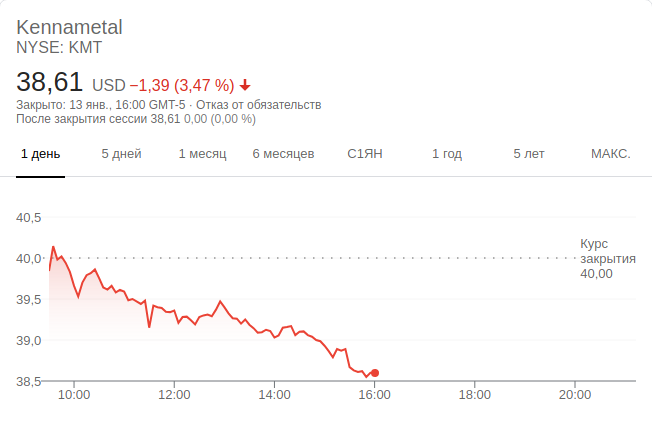 Kennametal
NYSE: KMT
38,61 USD −1,39 (3,47 %)
Закрыто: 13 янв., 16:00 GMT-5 · Отказ от обязательств
После закрытия сессии 38,61 0,00 (0,00 %)
1 день 5 дней 1 месяц 6 месяцев С1ЯН 1 год 5 лет МАКС.
40,5
Курс
40,0 закрытия
40,00
39,5
39,0
38,5
10:00 12:00 14:00 16:00 18:00 20:00